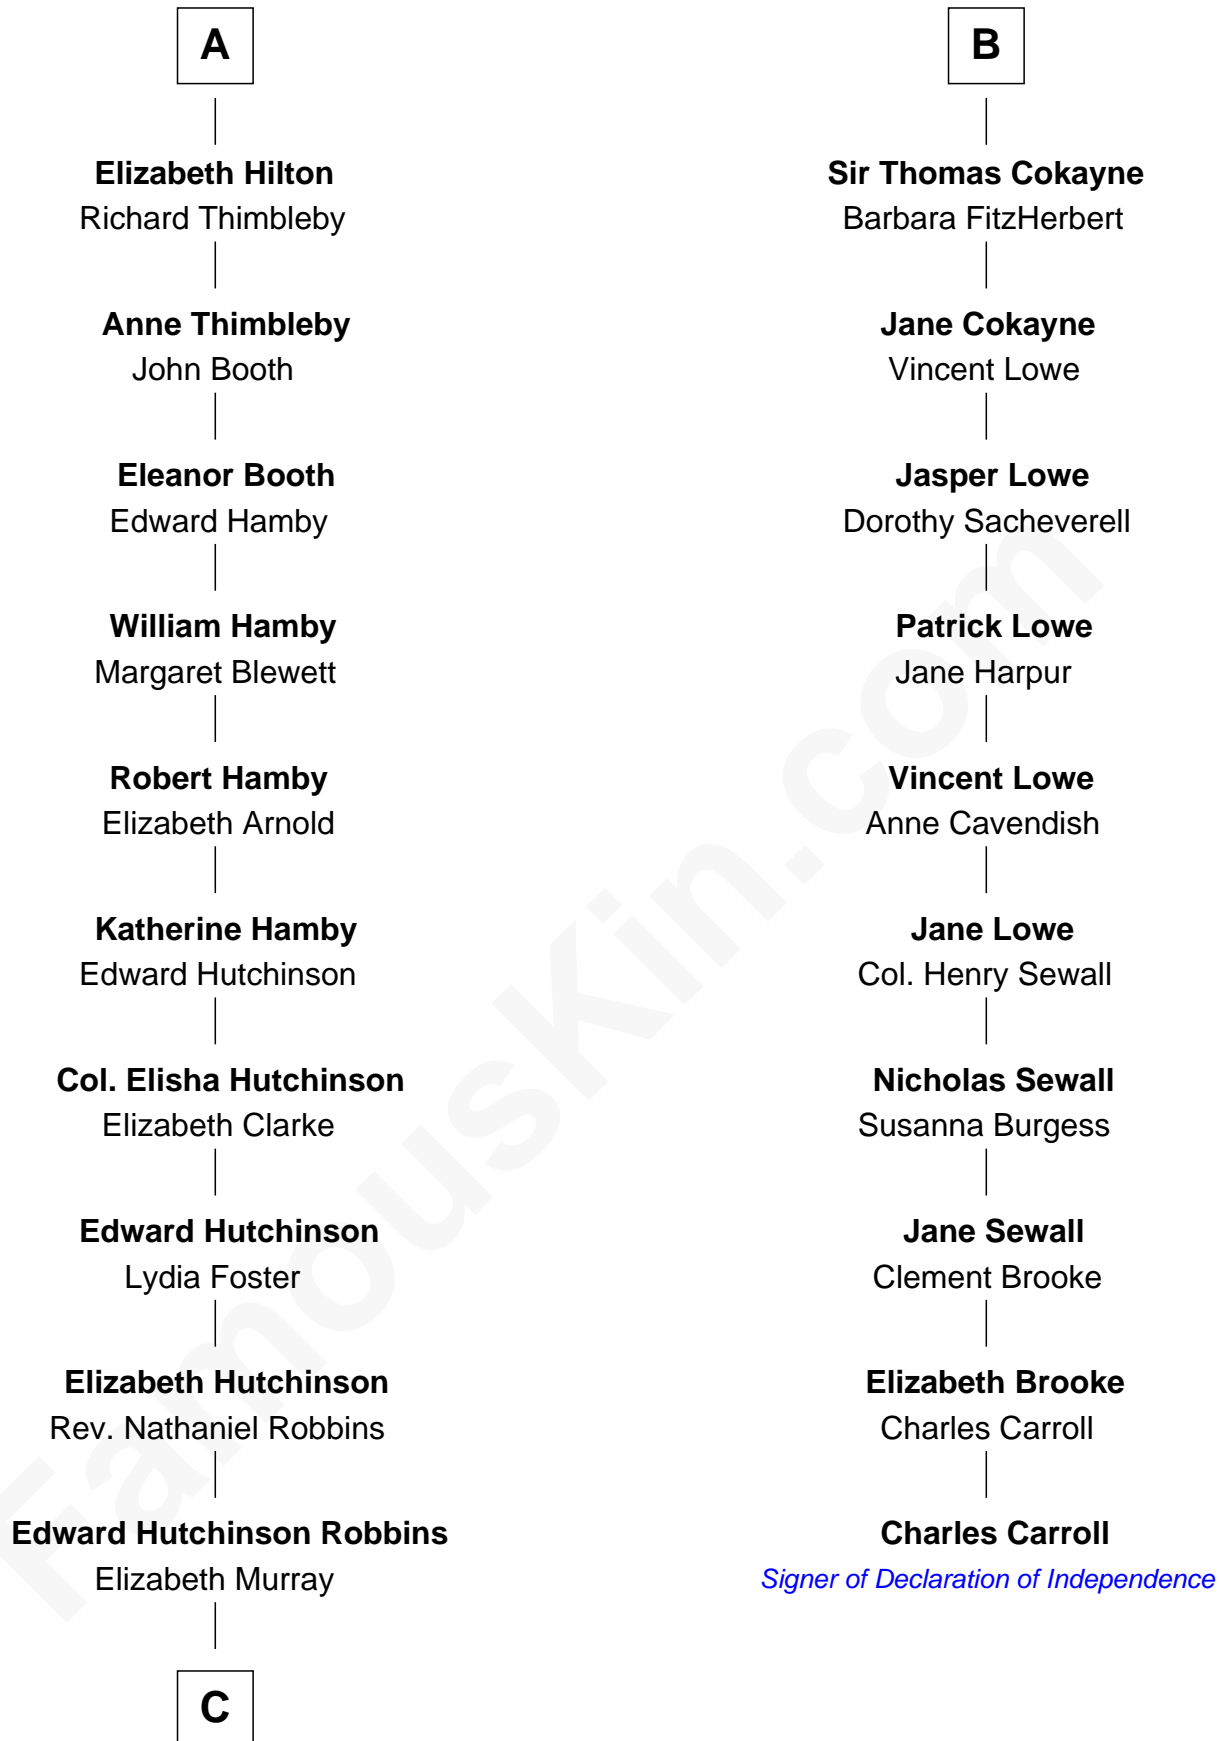 A
Elizabeth Hilton
Richard Thimbleby
Anne Thimbleby
John Booth
Eleanor Booth
Edward Hamby
William Hamby
Margaret Blewett
Robert Hamby
Elizabeth Arnold
Katherine Hamby
Edward Hutchinson
Col. Elisha Hutchinson
Elizabeth Clarke
Edward Hutchinson
Lydia Foster
Elizabeth Hutchinson
Rev. Nathaniel Robbins
Edward Hutchinson Robbins
Elizabeth Murray
C
B
Sir Thomas Cokayne
Barbara FitzHerbert
Jane Cokayne
Vincent Lowe
Jasper Lowe
Dorothy Sacheverell
Patrick Lowe
Jane Harpur
Vincent Lowe
Anne Cavendish
Jane Lowe
Col. Henry Sewall
Nicholas Sewall
Susanna Burgess
Jane Sewall
Clement Brooke
Elizabeth Brooke
Charles Carroll
Charles Carroll
Signer of Declaration of Independence
FamousKin.com